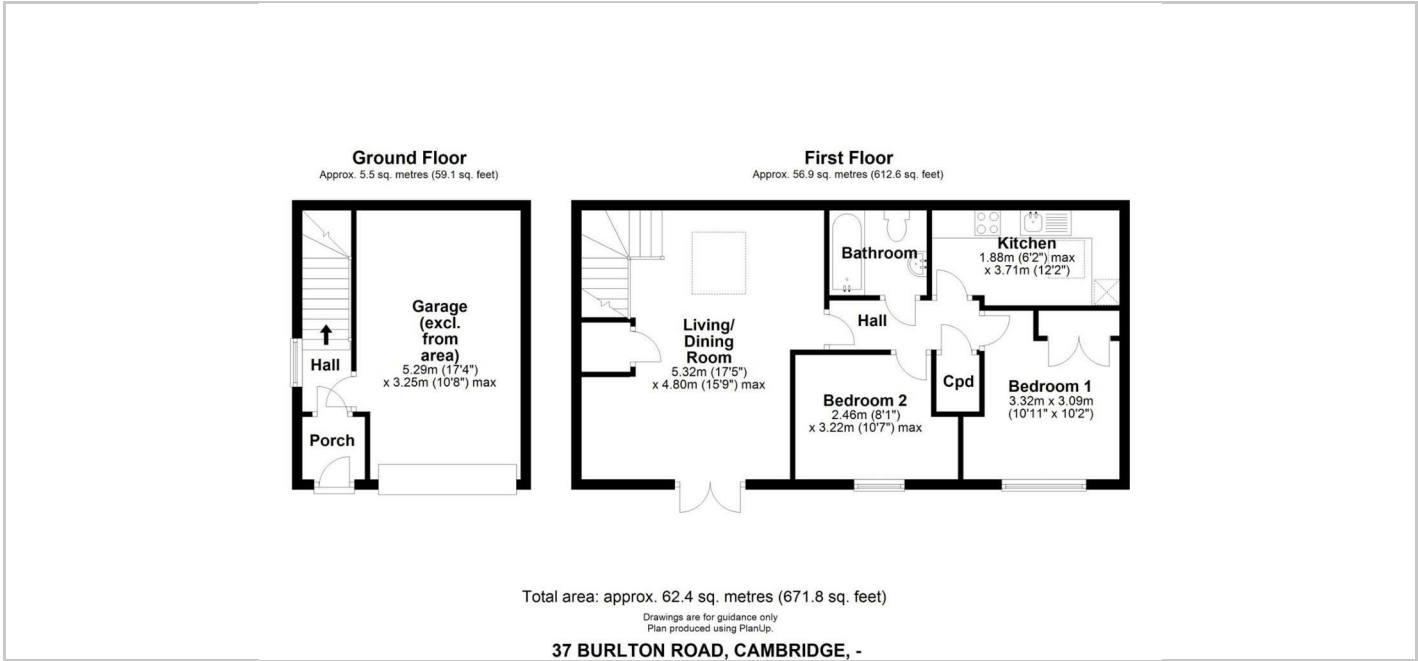 Ground Floor
Approx. 5.5 sq. metres (59.1 sq. feet)
Garage
(excl.
from
area)
5.29m (17'4")
x 3.25m (10'8") max
Hall
Porch
First Floor
Approx. 56.9 sq. metres (612.6 sq. feet)
Living/
Dining
Room
5.32m (17'5")
x 4.80m (15'9") max
Bathroom
Kitchen
1.88m (6'2") max
x 3.71m (12'2")
Hall
Cpd
Bedroom 2
2.46m (8'1")
x 3.22m (10'7") max
Bedroom 1
3.32m x 3.09m
(10'11" x 10'2")
Total area: approx. 62.4 sq. metres (671.8 sq. feet)
Drawings are for guidance only
Plan produced using PlanUp.
37 BURLTON ROAD, CAMBRIDGE, -